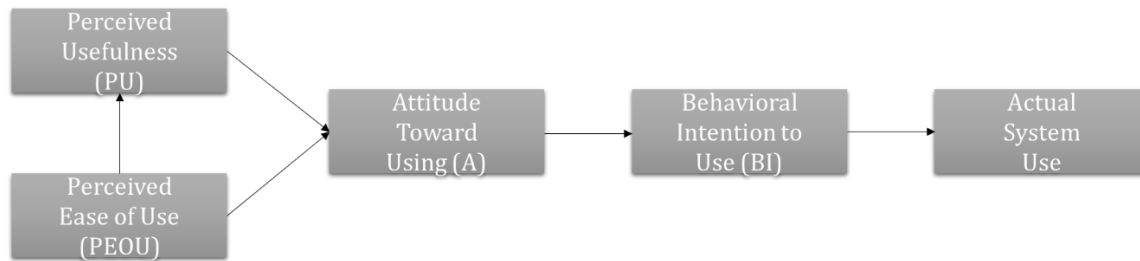 Perceived
Usefulness
(PU)
Perceived
Ease of Use
(PEOU)
Attitude
Toward
Using (A)
Behavioral
Intention to
Use (BI)
Actual
System
Use